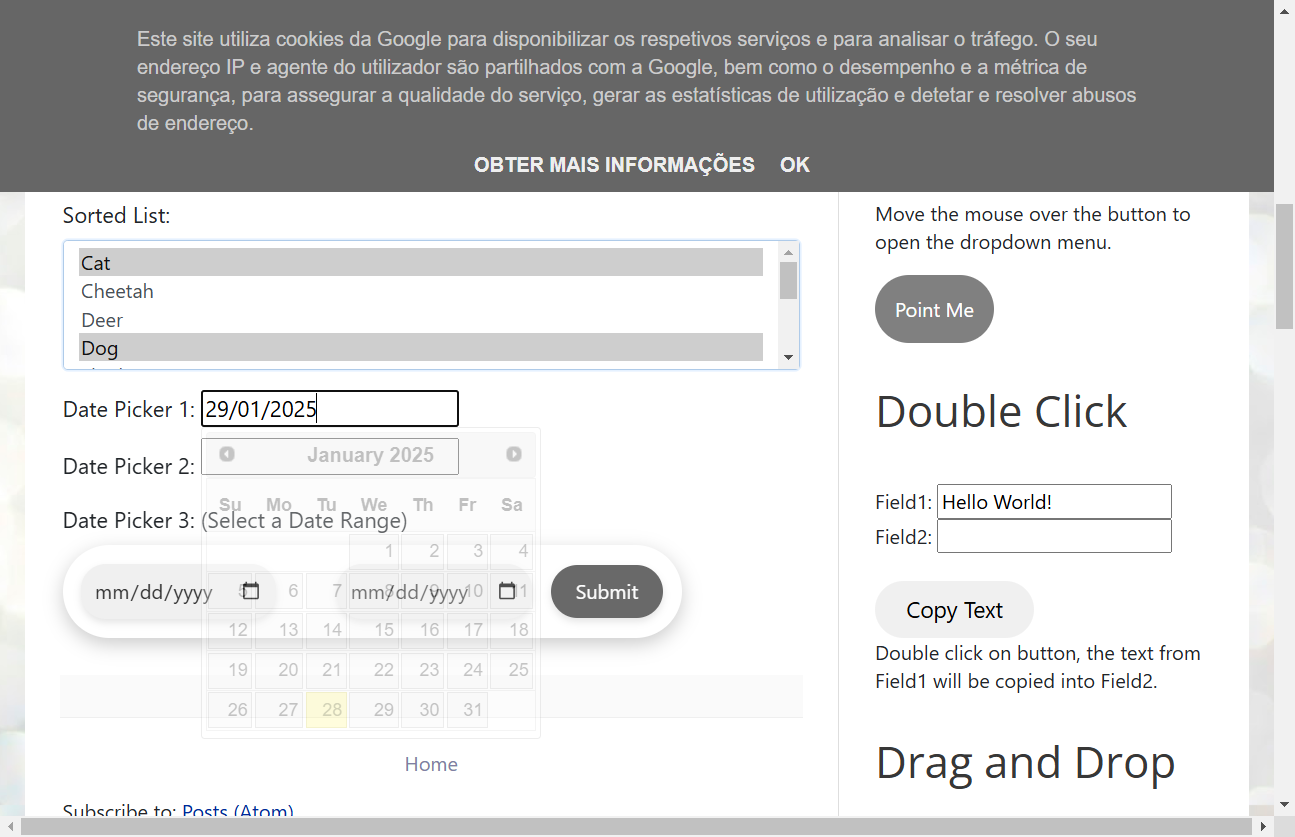 Este site utiliza cookies da Google para disponibilizar os respetivos serviços e para analisar o tráfego. O seu
endereço IP e agente do utilizador são partilhados com a Google, bem como o desempenho e a métrica de
segurança, para assegurar a qualidade do serviço, gerar as estatísticas de utilização e detetar e resolver abusos
de endereço.
OBTER MAIS INFORMAÇÕES OK
Sorted List:
Cat
Cheetah
Deer
Dog
Date Picker 1: 29/01/2025
Date Picker 2:
January 2025
Su Mo Tu We Th Fr Sa
Date Picker 3: (Select a Date Range)
1 2 3 4
mm/dd/yyyy mm/dd/yyyy Submit
5 6 7 8 9 10 11
12 13 14 15 16 17 18
19 20 21 22 23 24 25
26 27 28 29 30 31
Home
Subscribe to: Posts (Atom)
Move the mouse over the button to
open the dropdown menu.
Point Me
Double Click
Field1: Hello World!
Field2:
Copy Text
Double click on button, the text from
Field1 will be copied into Field2.
Drag and Drop